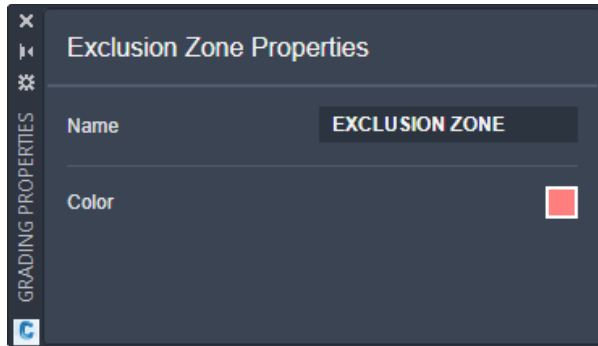 Exclusion Zone Properties
Name
EXCLUSION ZONE
Color
GRADING PROPERTIES
C